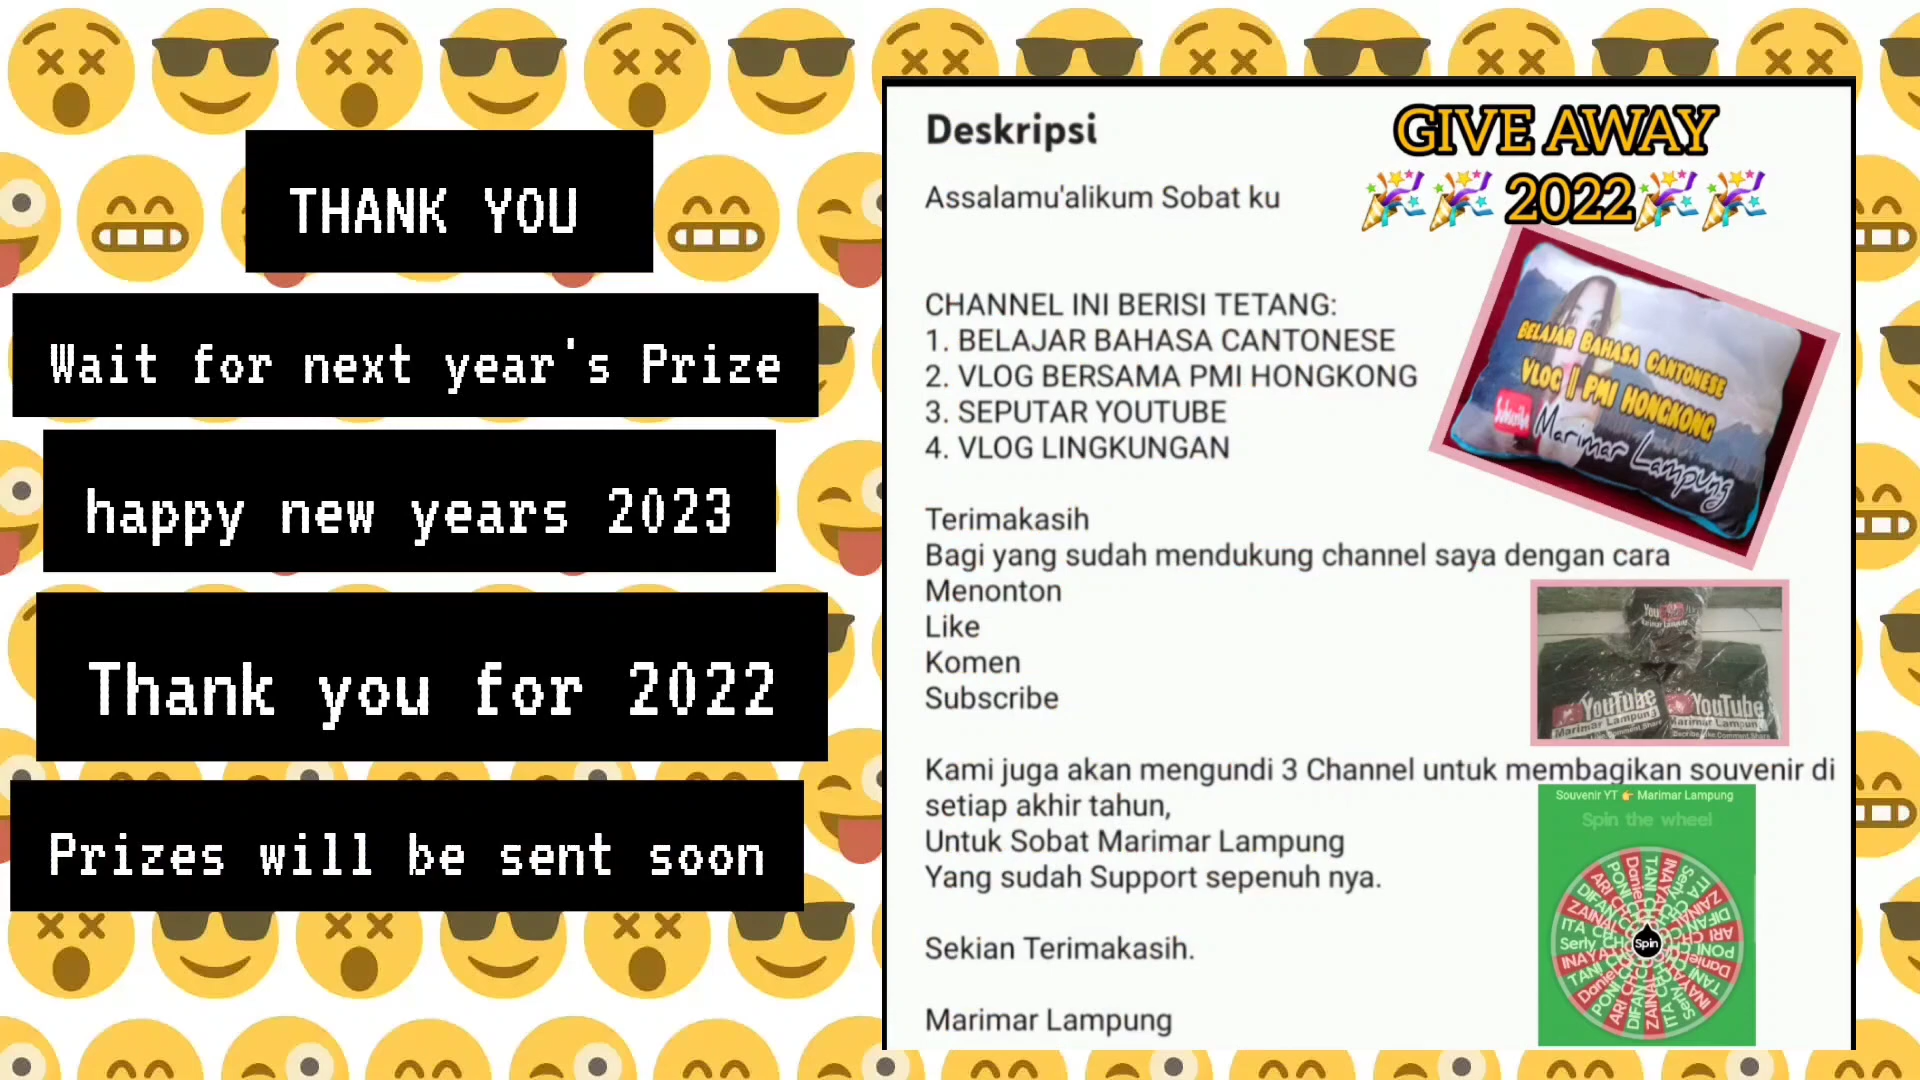 THANK YOU
Wait for next year's Prize
happy new years 2023
Thank you for 2022
Prizes will be sent soon
Deskripsi
GIVE AWAY
2022
Assalamu'alikum Sobat ku
CHANNEL INI BERISI TETANG:
1. BELAJAR BAHASA CANTONESE
2. VLOG BERSAMA PMI HONGKONG
3. SEPUTAR YOUTUBE
4. VLOG LINGKUNGAN
BELAJAR BAHASA CANTONESE
VLOG || PMI HONGKONG
Subscribe
Marimar Lampung
Terimakasih
Bagi yang sudah mendukung channel saya dengan cara
Menonton
Like
Komen
Subscribe
YouTube
Marimar Lampung
YouTube
Marimar Lampun
Kami juga akan mengundi 3 Channel untuk membagikan souvenir di
setiap akhir tahun,
Untuk Sobat Marimar Lampung
Yang sudah Support sepenuh nya.
Sekian Terimakasih.
Marimar Lampung
Souvenir YT 👉 Marimar Lampung
Spin the wheel
Spin